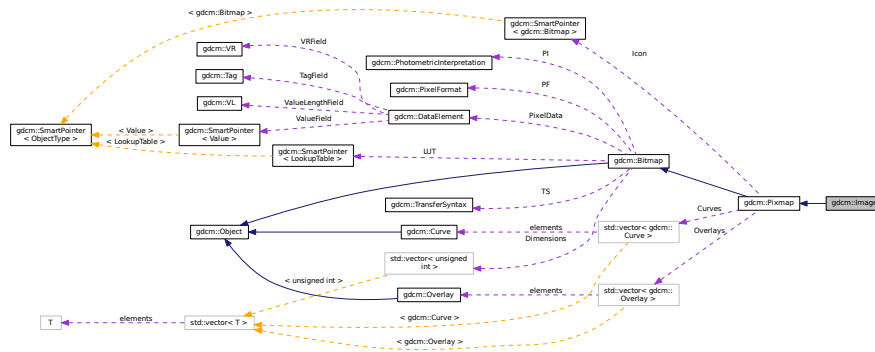 < gdcm::Bitmap >
gdcm::SmartPointer
< gdcm::Bitmap >
gdcm::VR
VRField
PI
Icon
gdcm::PhotometricInterpretation
gdcm::Tag
TagField
PF
gdcm::PixelFormat
gdcm::VL
ValueLengthField
gdcm::DataElement
PixelData
ValueField
gdcm::SmartPointer
< ObjectType >
< Value >
gdcm::SmartPointer
< Value >
< LookupTable >
gdcm::SmartPointer
< LookupTable >
LUT
gdcm::Bitmap
TS
gdcm::TransferSyntax
gdcm::Pixmap
gdcm::Image
Curves
gdcm::Object
gdcm::Curve
elements
Dimensions
std::vector< gdcm::
Curve >
Overlays
std::vector< unsigned
int >
< unsigned int >
gdcm::Overlay
elements
std::vector< gdcm::
Overlay >
T
elements
std::vector< T >
< gdcm::Curve >
< gdcm::Overlay >